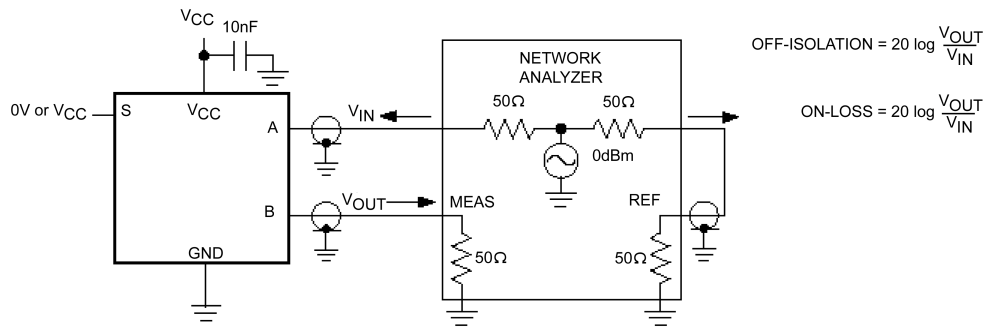 VCC
10nF
0V or VCC
S
VCC
A
B
GND
VIN
VOUT
NETWORK
ANALYZER
50Ω
50Ω
0dBm
MEAS
REF
50Ω
50Ω
OFF-ISOLATION = 20 log VOUT/VIN
ON-LOSS = 20 log VOUT/VIN